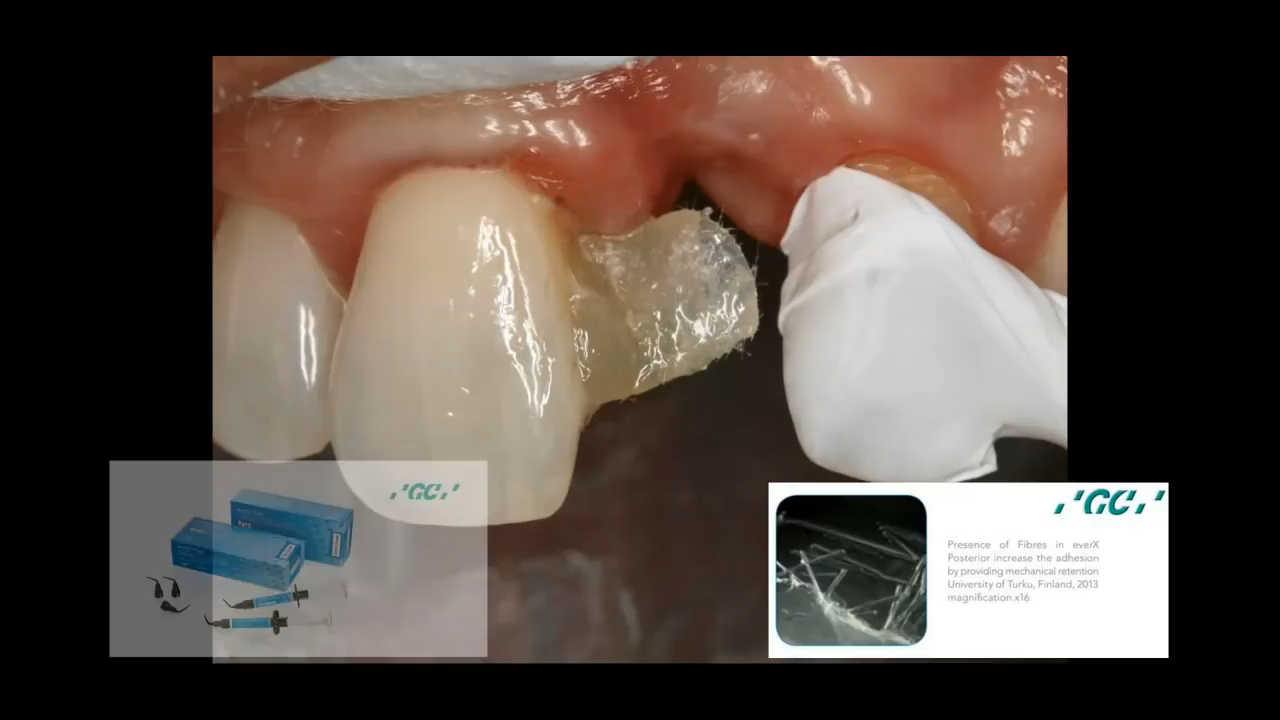 GC
GC
Presence of Fibres in everX
Posterior increase the adhesion
by providing mechanical retention
University of Turku, Finland, 2013
magnification x16